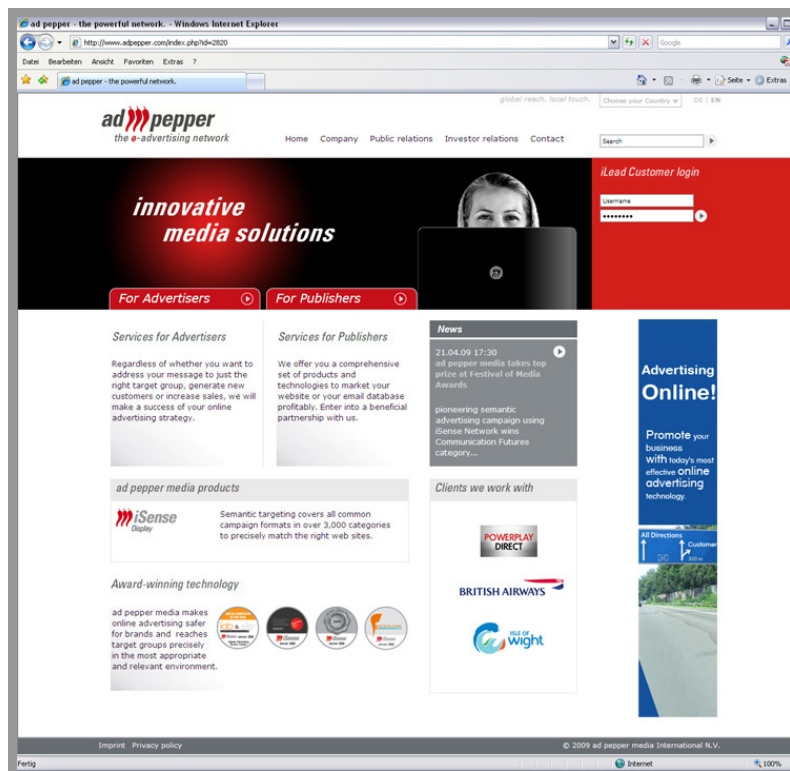 ad pepper - the powerful network. - Windows Internet Explorer
http://www.adpepper.com/index.php?id=2820
Google
Datei Bearbeiten Ansicht Favoriten Extras ?
ad pepper - the powerful network.
Seite Extras
global reach, local touch.
Choose your Country
DE | EN
ad pepper
the e-advertising network
Home Company Public relations Investor relations Contact
Search
innovative
media solutions
iLead Customer login
Username
For Advertisers
For Publishers
Services for Advertisers
Regardless of whether you want to
address your message to just the
right target group, generate new
customers or increase sales, we will
make a success of your online
advertising strategy.
Services for Publishers
We offer you a comprehensive
set of products and
technologies to market your
website or your email database
profitably. Enter into a beneficial
partnership with us.
News
21.04.09 17:30
ad pepper media takes top
prize at Festival of Media
Awards
pioneering semantic
advertising campaign using
iSense Network wins
Communication Futures
category...
Advertising
Online!
Promote your
business
with today's most
effective online
advertising
technology.
All Directions
Customer
300 m
ad pepper media products
iSense
Display
Semantic targeting covers all common
campaign formats in over 3,000 categories
to precisely match the right web sites.
Clients we work with
POWERPLAY
DIRECT
BRITISH AIRWAYS
ISLE OF
wight
Award-winning technology
ad pepper media makes
online advertising safer
for brands and reaches
target groups precisely
in the most appropriate
and relevant environment.
iSense
iSense
iSense
iSense
Imprint Privacy policy
© 2009 ad pepper media International N.V.
Fertig
Internet
100%